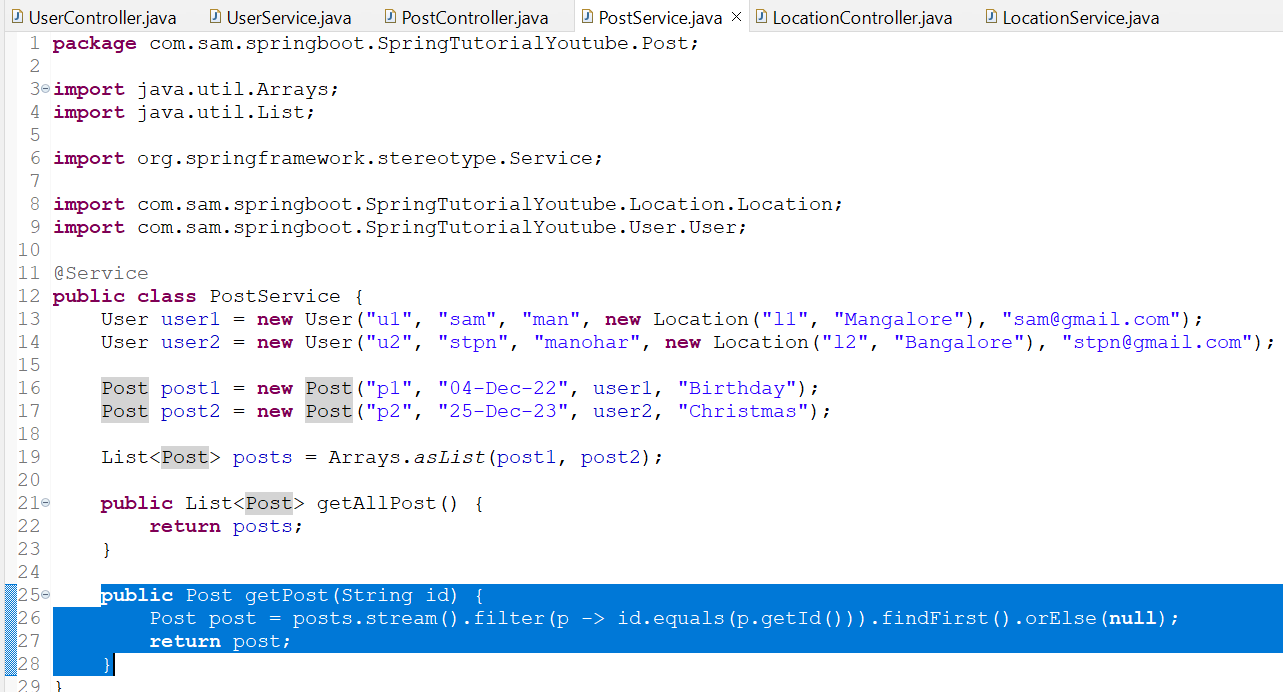 UserController.java UserService.java PostController.java PostService.java LocationController.java LocationService.java
1 package com.sam.springboot.SpringTutorialYoutube.Post;
2
3 import java.util.Arrays;
4 import java.util.List;
5
6 import org.springframework.stereotype.Service;
7
8 import com.sam.springboot.SpringTutorialYoutube.Location.Location;
9 import com.sam.springboot.SpringTutorialYoutube.User.User;
10
11 @Service
12 public class PostService {
13     User user1 = new User("u1", "sam", "man", new Location("l1", "Mangalore"), "sam@gmail.com");
14     User user2 = new User("u2", "stpn", "manohar", new Location("l2", "Bangalore"), "stpn@gmail.com");
15
16     Post post1 = new Post("p1", "04-Dec-22", user1, "Birthday");
17     Post post2 = new Post("p2", "25-Dec-23", user2, "Christmas");
18
19     List<Post> posts = Arrays.asList(post1, post2);
20
21     public List<Post> getAllPost() {
22         return posts;
23     }
24
25     public Post getPost(String id) {
26         Post post = posts.stream().filter(p -> id.equals(p.getId())).findFirst().orElse(null);
27         return post;
28     }
29 }